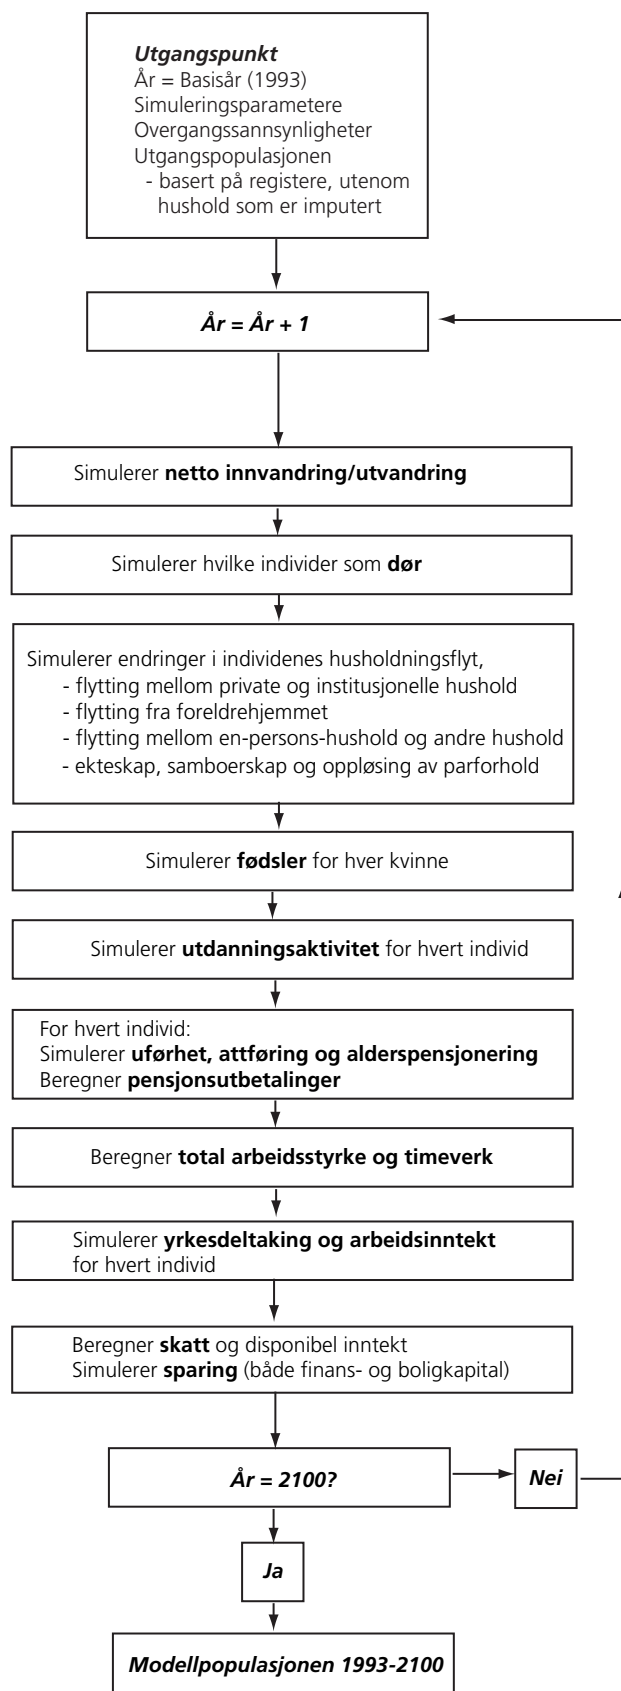 Utgangspunkt
År = Basisår (1993)
Simuleringsparametere
Overgangssannsynligheter
Utgangspopulasjonen
- basert på registere, utenom
hushold som er imputert
År = År + 1
Simulerer netto innvandring/utvandring
Simulerer hvilke individer som dør
Simulerer endringer i individenes husholdningsflyt,
- flytting mellom private og institusjonelle hushold
- flytting fra foreldrehjemmet
- flytting mellom en-persons-hushold og andre hushold
- ekteskap, samboerskap og oppløsing av parforhold
Simulerer fødsler for hver kvinne
Simulerer utdanningsaktivitet for hvert individ
For hvert individ:
Simulerer uførhet, attføring og alderspensjonering
Beregner pensjonsutbetalinger
Beregner total arbeidsstyrke og timeverk
Simulerer yrkesdeltaking og arbeidsinntekt
for hvert individ
Beregner skatt og disponibel inntekt
Simulerer sparing (både finans- og boligkapital)
År = 2100?
Nei
Ja
Modellpopulasjonen 1993-2100